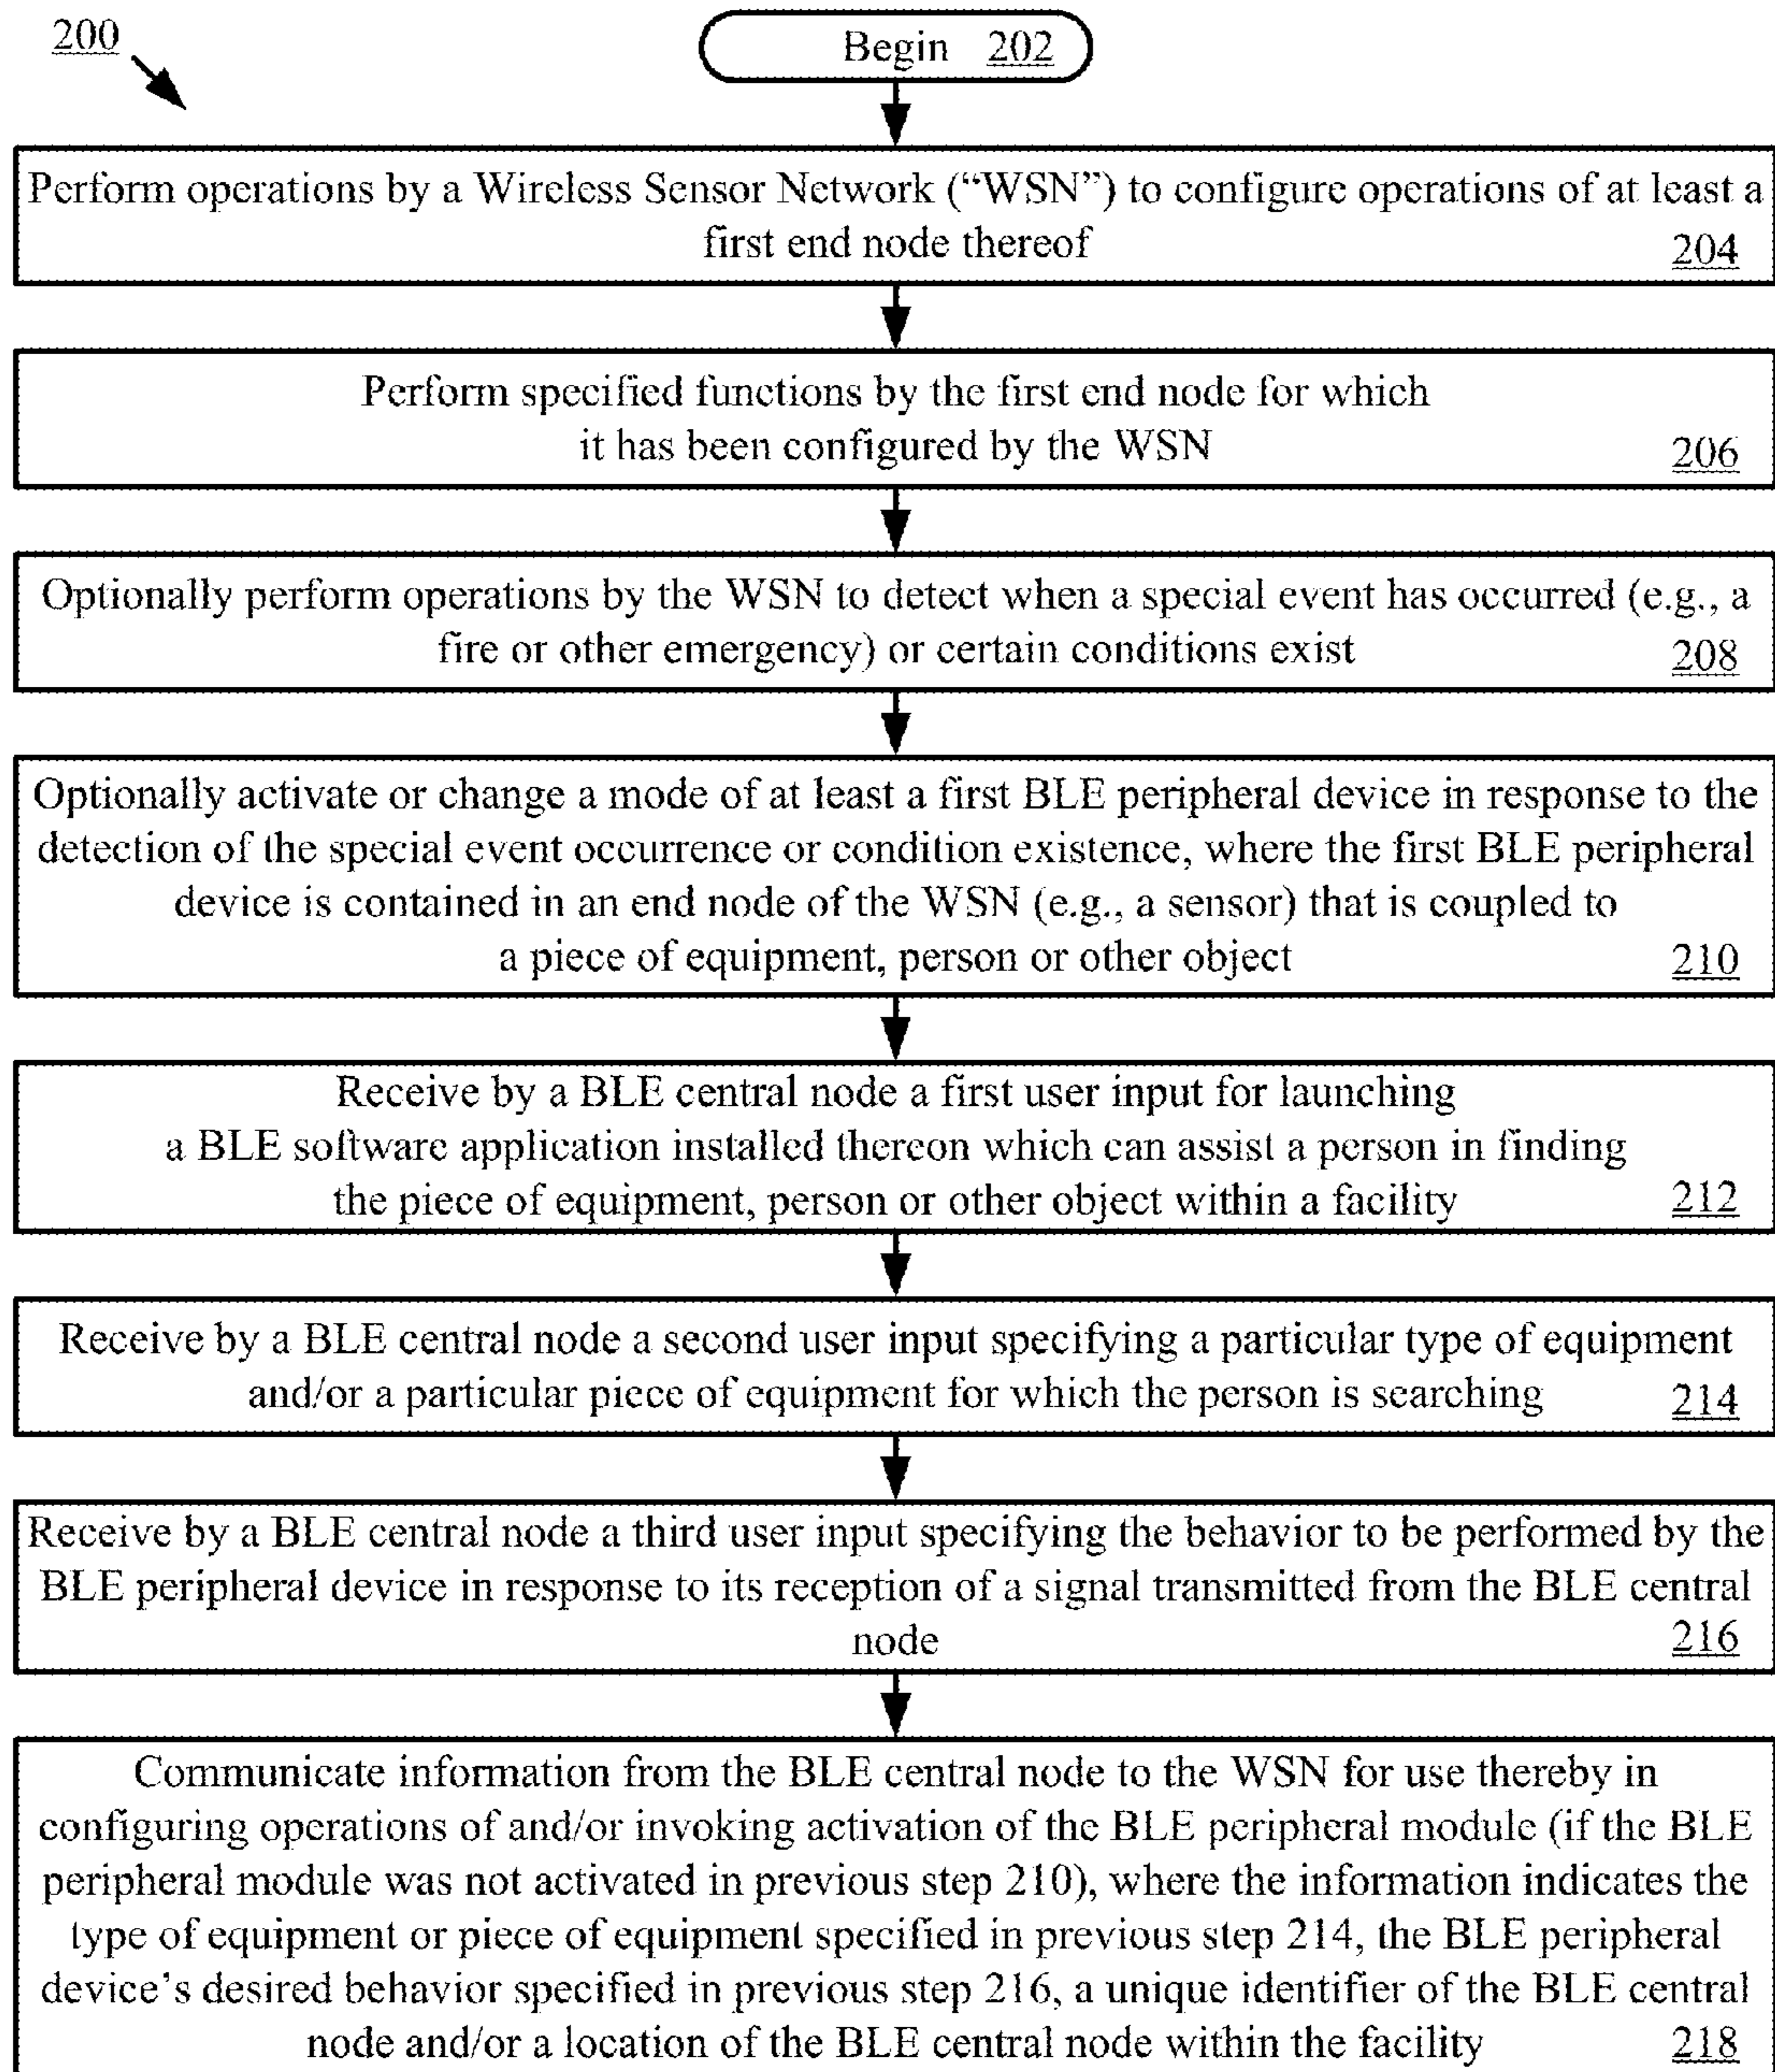 200
Begin 202
Perform operations by a Wireless Sensor Network (“WSN”) to configure operations of at least a
first end node thereof 204
Perform specified functions by the first end node for which
it has been configured by the WSN 206
Optionally perform operations by the WSN to detect when a special event has occurred (e.g., a
fire or other emergency) or certain conditions exist 208
Optionally activate or change a mode of at least a first BLE peripheral device in response to the
detection of the special event occurrence or condition existence, where the first BLE peripheral
device is contained in an end node of the WSN (e.g., a sensor) that is coupled to
a piece of equipment, person or other object 210
Receive by a BLE central node a first user input for launching
a BLE software application installed thereon which can assist a person in finding
the piece of equipment, person or other object within a facility 212
Receive by a BLE central node a second user input specifying a particular type of equipment
and/or a particular piece of equipment for which the person is searching 214
Receive by a BLE central node a third user input specifying the behavior to be performed by the
BLE peripheral device in response to its reception of a signal transmitted from the BLE central
node 216
Communicate information from the BLE central node to the WSN for use thereby in
configuring operations of and/or invoking activation of the BLE peripheral module (if the BLE
peripheral module was not activated in previous step 210), where the information indicates the
type of equipment or piece of equipment specified in previous step 214, the BLE peripheral
device’s desired behavior specified in previous step 216, a unique identifier of the BLE central
node and/or a location of the BLE central node within the facility 218